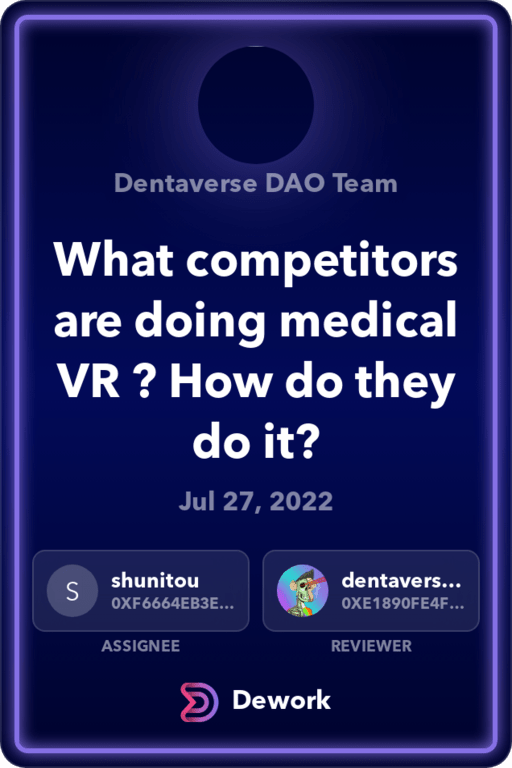 Dentaverse DAO Team
What competitors
are doing medical
VR ? How do they
do it?
Jul 27, 2022
S
shunitou
0XF6664EB3E...
ASSIGNEE
dentavers...
0XE1890FE4F...
REVIEWER
Dework